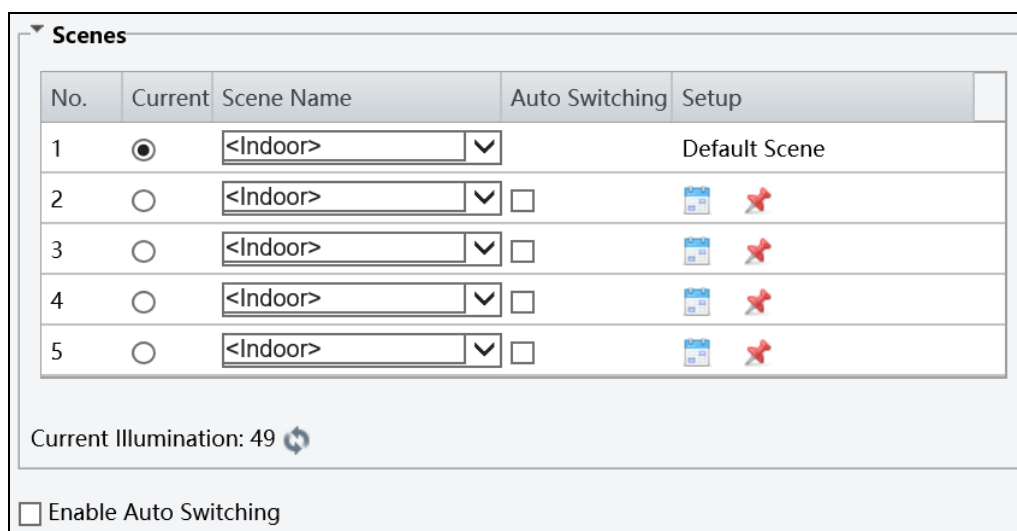 Scenes
No. Current Scene Name Auto Switching Setup
1 <Indoor> Default Scene
2 <Indoor>
3 <Indoor>
4 <Indoor>
5 <Indoor>
Current Illumination: 49
Enable Auto Switching